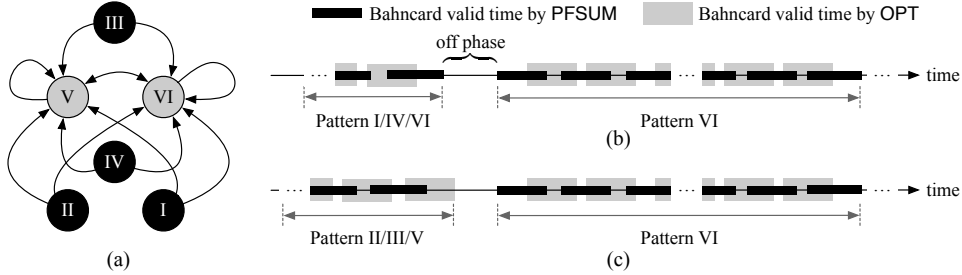 III
V
VI
IV
II
I
(a)
Bahncard valid time by PFSUM
Bahncard valid time by OPT
off phase
...
...
...
time
Pattern I/IV/VI
Pattern VI
(b)
...
...
...
time
Pattern II/III/V
Pattern VI
(c)